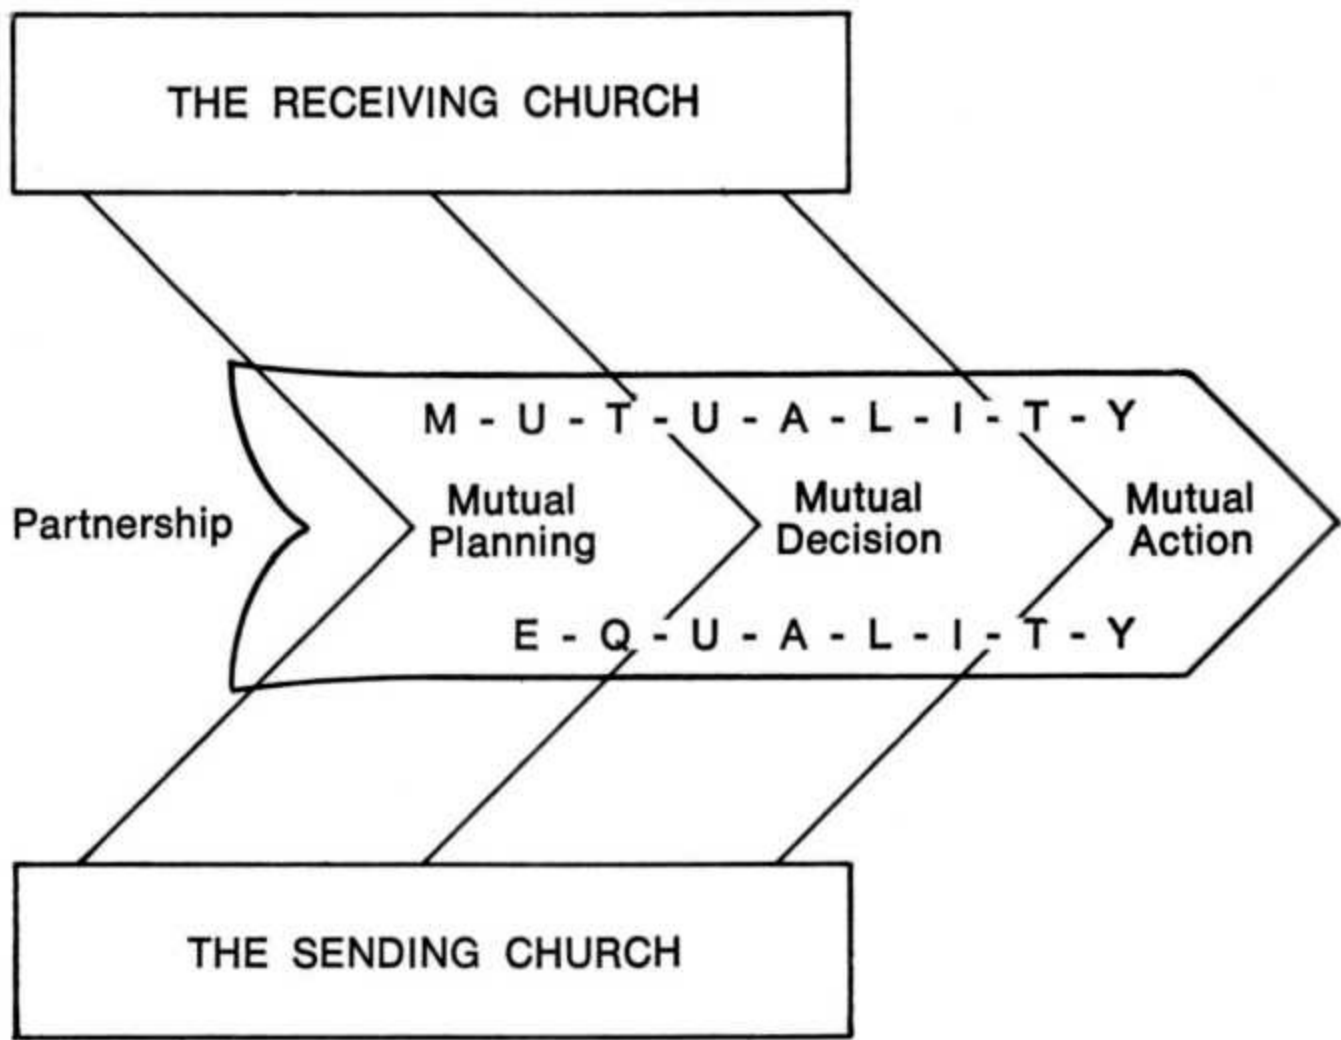 THE RECEIVING CHURCH
M - U - T - U - A - L - I - T - Y
Partnership
Mutual
Planning
Mutual
Decision
Mutual
Action
E - Q - U - A - L - I - T - Y
THE SENDING CHURCH